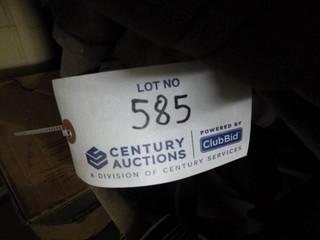 LOT NO
585
CENTURY
AUCTIONS
POWERED BY
ClubBid
A DIVISION OF CENTURY SERVICES